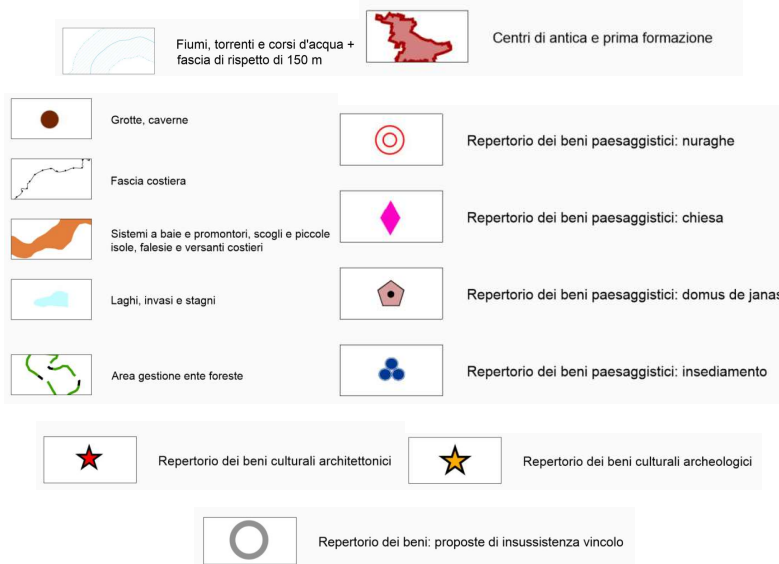 Fiumi, torrenti e corsi d'acqua +
fascia di rispetto di 150 m
Centri di antica e prima formazione
Grotte, caverne
Fascia costiera
Sistemi a baie e promontori, scogli e piccole
isole, falesie e versanti costieri
Laghi, invasi e stagni
Area gestione ente foreste
Repertorio dei beni paesaggistici: nuraghe
Repertorio dei beni paesaggistici: chiesa
Repertorio dei beni paesaggistici: domus de janas
Repertorio dei beni paesaggistici: insediamento
Repertorio dei beni culturali architettonici
Repertorio dei beni culturali archeologici
Repertorio dei beni: proposte di insussistenza vincolo